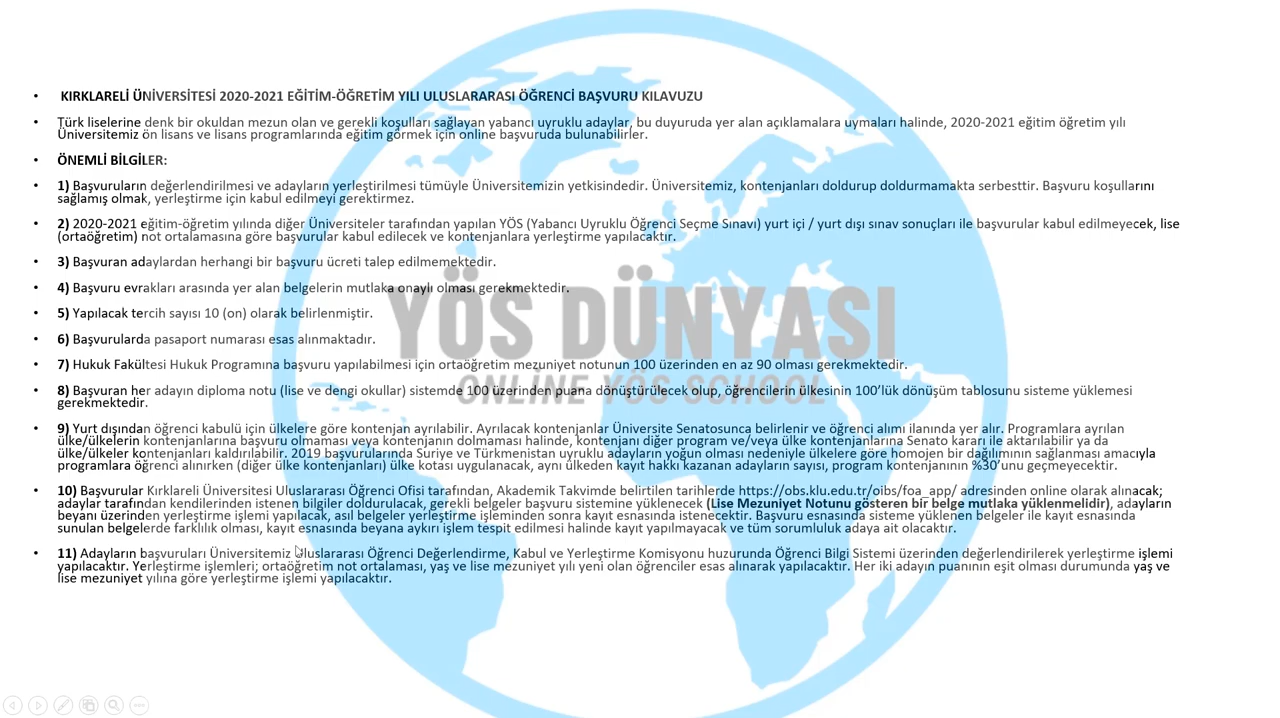 • KIRKLARELİ ÜNİVERSİTESİ 2020-2021 EĞİTİM-ÖĞRETİM YILI ULUSLARARASI ÖĞRENCİ BAŞVURU KILAVUZU
• Türk liselerine denk bir okuldan mezun olan ve gerekli koşulları sağlayan yabancı uyruklu adaylar, bu duyuruda yer alan açıklamalara uymaları halinde, 2020-2021 eğitim öğretim yılı
Üniversitemiz ön lisans ve lisans programlarında eğitim görmek için online başvuruda bulunabilirler.
• ÖNEMLİ BİLGİLER:
• 1) Başvuruların değerlendirilmesi ve adayların yerleştirilmesi tümüyle Üniversitemizin yetkisindedir. Üniversitemiz, kontenjanları doldurup doldurmamakta serbesttir. Başvuru koşullarını
sağlamış olmak, yerleştirme için kabul edilmeyi gerektirmez.
• 2) 2020-2021 eğitim-öğretim yılında diğer Üniversiteler tarafından yapılan YÖS (Yabancı Uyruklu Öğrenci Seçme Sınavı) yurt içi / yurt dışı sınav sonuçları ile başvurular kabul edilmeyecek, lise
(ortaöğretim) not ortalamasına göre başvurular kabul edilecek ve kontenjanlara yerleştirme yapılacaktır.
• 3) Başvuran adaylardan herhangi bir başvuru ücreti talep edilmemektedir.
• 4) Başvuru evrakları arasında yer alan belgelerin mutlaka onaylı olması gerekmektedir.
• 5) Yapılacak tercih sayısı 10 (on) olarak belirlenmiştir.
• 6) Başvurularda pasaport numarası esas alınmaktadır.
• 7) Hukuk Fakültesi Hukuk Programına başvuru yapılabilmesi için ortaöğretim mezuniyet notunun 100 üzerinden en az 90 olması gerekmektedir.
• 8) Başvuran her adayın diploma notu (lise ve dengi okullar) sistemde 100 üzerinden puana dönüştürülecek olup, öğrencilerin ülkesinin 100'lük dönüşüm tablosunu sisteme yüklemesi
gerekmektedir.
• 9) Yurt dışından öğrenci kabulü için ülkelere göre kontenjan ayrılabilir. Ayrılacak kontenjanlar Üniversite Senatosunca belirlenir ve öğrenci alımı ilanında yer alır. Programlara ayrılan
ülke/ülkelerin kontenjanlarına başvuru olmaması veya kontenjanın dolmaması halinde, kontenjanı diğer program ve/veya ülke kontenjanlarına Senato kararı ile aktarılabilir ya da
ülke/ülkeler kontenjanları kaldırılabilir. 2019 başvurularında Suriye ve Türkmenistan uyruklu adayların yoğun olması nedeniyle ülkelere göre homojen bir dağılımının sağlanması amacıyla
programlara öğrenci alınırken (diğer ülke kontenjanları) ülke kotası uygulanacak, aynı ülkeden kayıt hakkı kazanan adayların sayısı, program kontenjanının %30'unu geçmeyecektir.
• 10) Başvurular Kırklareli Üniversitesi Uluslararası Öğrenci Ofisi tarafından, Akademik Takvimde belirtilen tarihlerde https://obs.klu.edu.tr/oibs/foa_app/ adresinden online olarak alınacak;
adaylar tarafından kendilerinden istenen bilgiler doldurulacak, gerekli belgeler başvuru sistemine yüklenecek (Lise Mezuniyet Notunu gösteren bir belge mutlaka yüklenmelidir), adayların
beyanı üzerinden yerleştirme işlemi yapılacak, asıl belgeler yerleştirme işleminden sonra kayıt esnasında istenecektir. Başvuru esnasında sisteme yüklenen belgeler ile kayıt esnasında
sunulan belgelerde farklılık olması, kayıt esnasında beyana aykırı işlem tespit edilmesi halinde kayıt yapılmayacak ve tüm sorumluluk adaya ait olacaktır.
• 11) Adayların başvuruları Üniversitemiz Uluslararası Öğrenci Değerlendirme, Kabul ve Yerleştirme Komisyonu huzurunda Öğrenci Bilgi Sistemi üzerinden değerlendirilerek yerleştirme işlemi
yapılacaktır. Yerleştirme işlemleri; ortaöğretim not ortalaması, yaş ve lise mezuniyet yılı yeni olan öğrenciler esas alınarak yapılacaktır. Her iki adayın puanının eşit olması durumunda yaş ve
lise mezuniyet yılına göre yerleştirme işlemi yapılacaktır.
YÖS DÜNYASI
ONLİNE YÖS SCHOOL